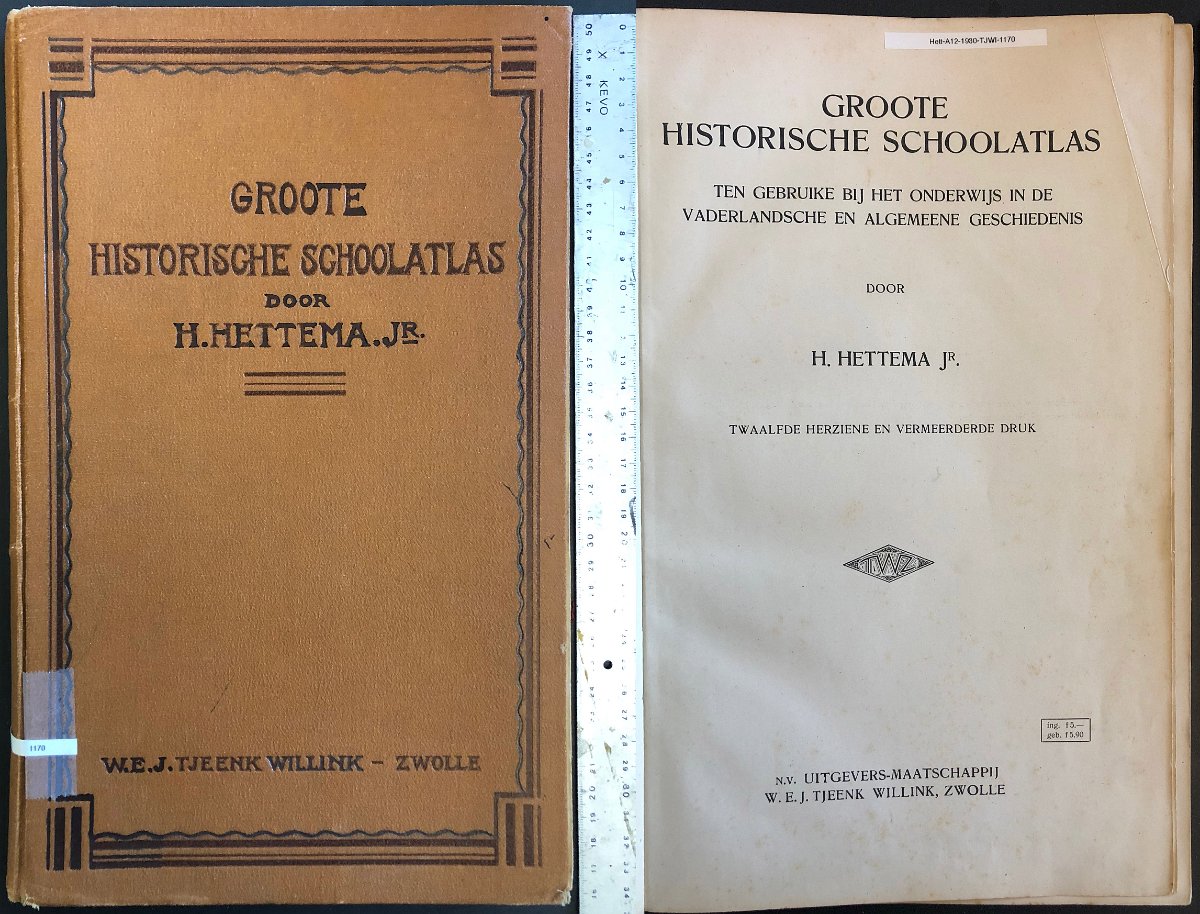 GROOTE
HISTORISCHE SCHOOLATLAS
DOOR
H. HETTEMA. JR.
1170
W.E.J. TJEENK WILLINK – ZWOLLE
KEVO
Hett-A12-1930-TJWI-1170
GROOTE
HISTORISCHE SCHOOLATLAS
TEN GEBRUIKE BIJ HET ONDERWIJS IN DE
VADERLANDSCHE EN ALGEMEENE GESCHIEDENIS
DOOR
H. HETTEMA JR.
TWAALFDE HERZIENE EN VERMEERDERDE DRUK
TWZ
ing. f 5.—
geb. f 5.90
N.V. UITGEVERS-MAATSCHAPPIJ
W. E. J. TJEENK WILLINK, ZWOLLE